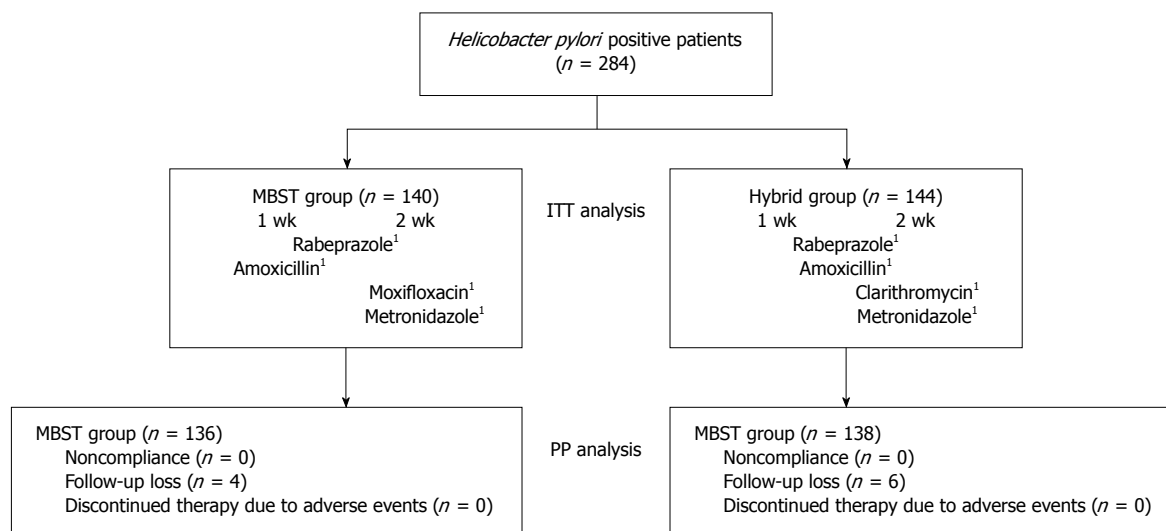 Helicobacter pylori positive patients
(n = 284)
MBST group (n = 140)
1 wk 2 wk
Rabeprazole¹
Amoxicillin¹
Moxifloxacin¹
Metronidazole¹
ITT analysis
Hybrid group (n = 144)
1 wk 2 wk
Rabeprazole¹
Amoxicillin¹
Clarithromycin¹
Metronidazole¹
MBST group (n = 136)
Noncompliance (n = 0)
Follow-up loss (n = 4)
Discontinued therapy due to adverse events (n = 0)
PP analysis
MBST group (n = 138)
Noncompliance (n = 0)
Follow-up loss (n = 6)
Discontinued therapy due to adverse events (n = 0)